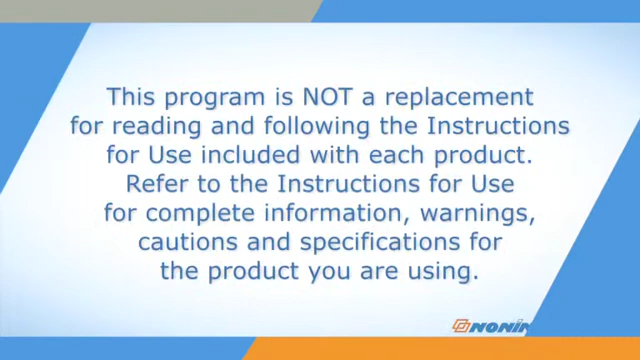 This program is NOT a replacement
for reading and following the Instructions
for Use included with each product.
Refer to the Instructions for Use
for complete information, warnings,
cautions and specifications for
the product you are using.
NONIN